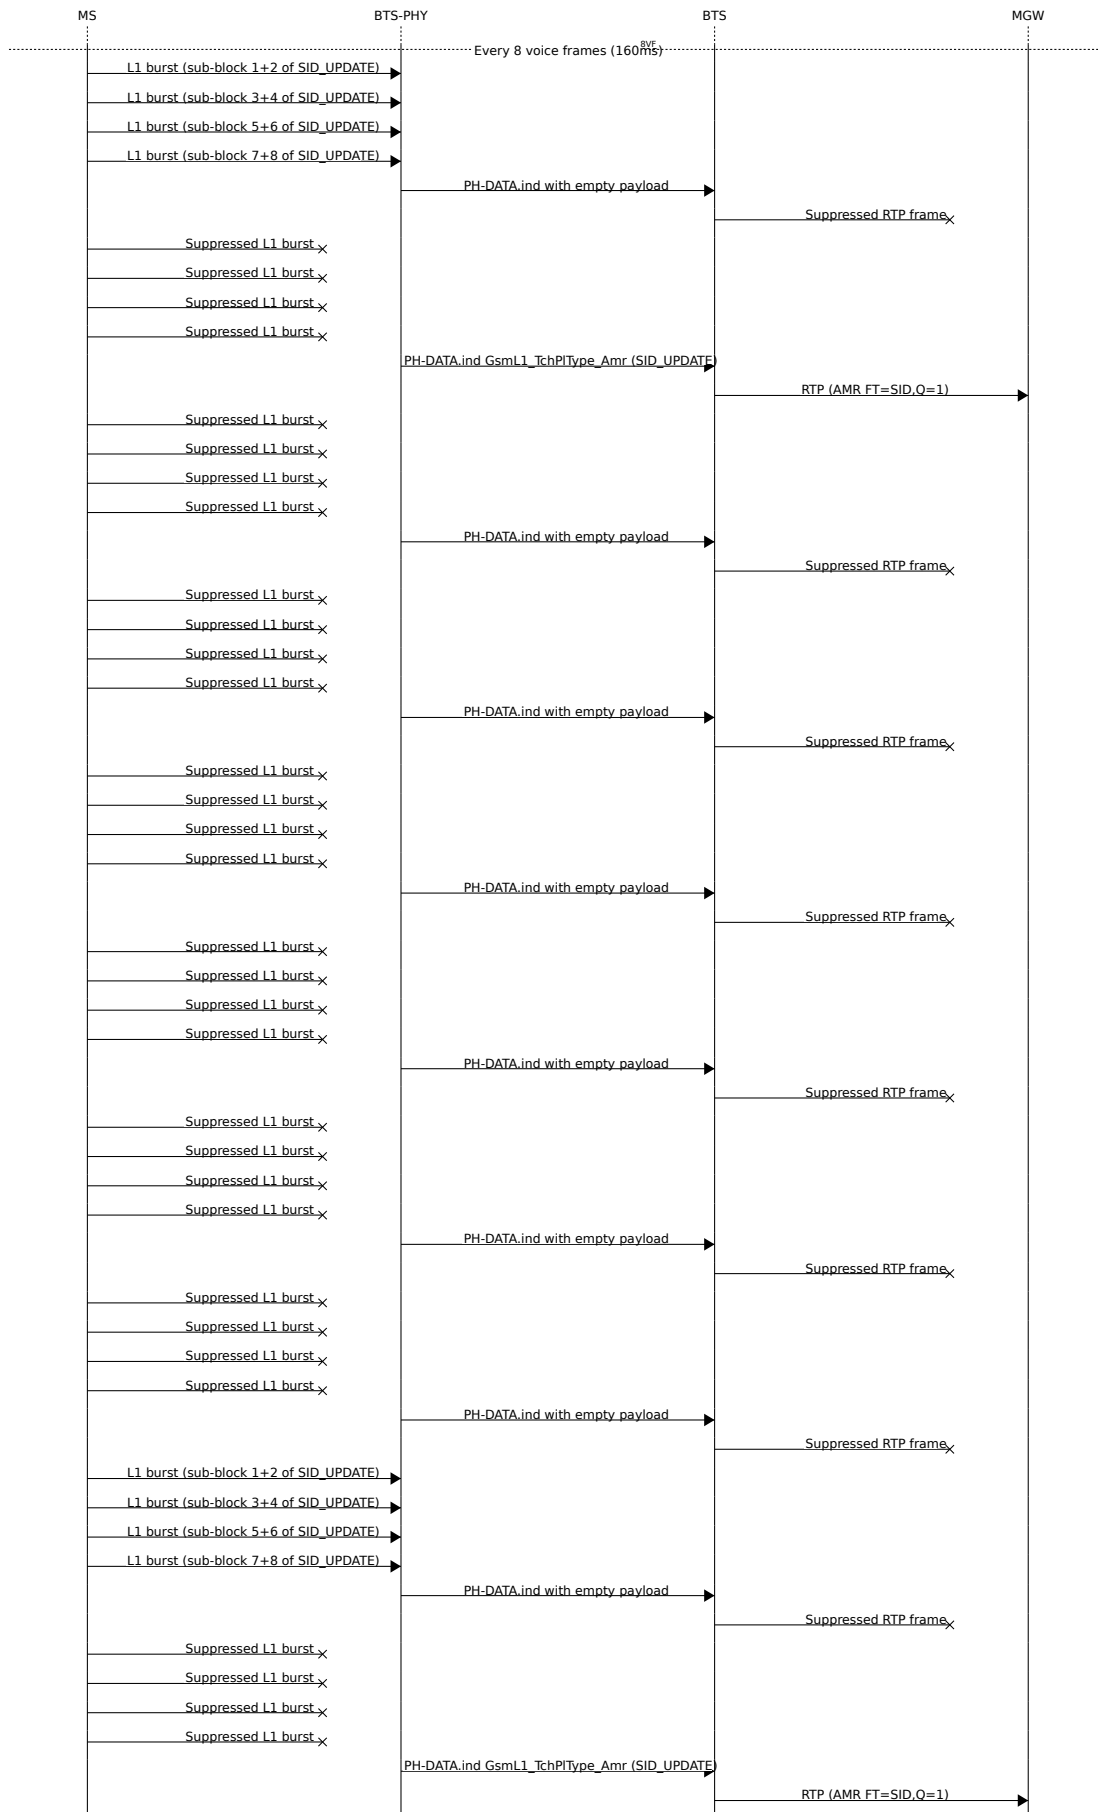 MS BTS-PHY BTS MGW
Every 8 voice frames (160ms) 8VF
L1 burst (sub-block 1+2 of SID_UPDATE)
L1 burst (sub-block 3+4 of SID_UPDATE)
L1 burst (sub-block 5+6 of SID_UPDATE)
L1 burst (sub-block 7+8 of SID_UPDATE)
PH-DATA.ind with empty payload
Suppressed RTP frame
Suppressed L1 burst
Suppressed L1 burst
Suppressed L1 burst
Suppressed L1 burst
PH-DATA.ind GsmL1_TchPlType_Amr (SID_UPDATE)
RTP (AMR FT=SID,Q=1)
Suppressed L1 burst
Suppressed L1 burst
Suppressed L1 burst
Suppressed L1 burst
PH-DATA.ind with empty payload
Suppressed RTP frame
Suppressed L1 burst
Suppressed L1 burst
Suppressed L1 burst
Suppressed L1 burst
PH-DATA.ind with empty payload
Suppressed RTP frame
Suppressed L1 burst
Suppressed L1 burst
Suppressed L1 burst
Suppressed L1 burst
PH-DATA.ind with empty payload
Suppressed RTP frame
Suppressed L1 burst
Suppressed L1 burst
Suppressed L1 burst
Suppressed L1 burst
PH-DATA.ind with empty payload
Suppressed RTP frame
Suppressed L1 burst
Suppressed L1 burst
Suppressed L1 burst
Suppressed L1 burst
PH-DATA.ind with empty payload
Suppressed RTP frame
Suppressed L1 burst
Suppressed L1 burst
Suppressed L1 burst
Suppressed L1 burst
PH-DATA.ind with empty payload
Suppressed RTP frame
L1 burst (sub-block 1+2 of SID_UPDATE)
L1 burst (sub-block 3+4 of SID_UPDATE)
L1 burst (sub-block 5+6 of SID_UPDATE)
L1 burst (sub-block 7+8 of SID_UPDATE)
PH-DATA.ind with empty payload
Suppressed RTP frame
Suppressed L1 burst
Suppressed L1 burst
Suppressed L1 burst
Suppressed L1 burst
PH-DATA.ind GsmL1_TchPlType_Amr (SID_UPDATE)
RTP (AMR FT=SID,Q=1)